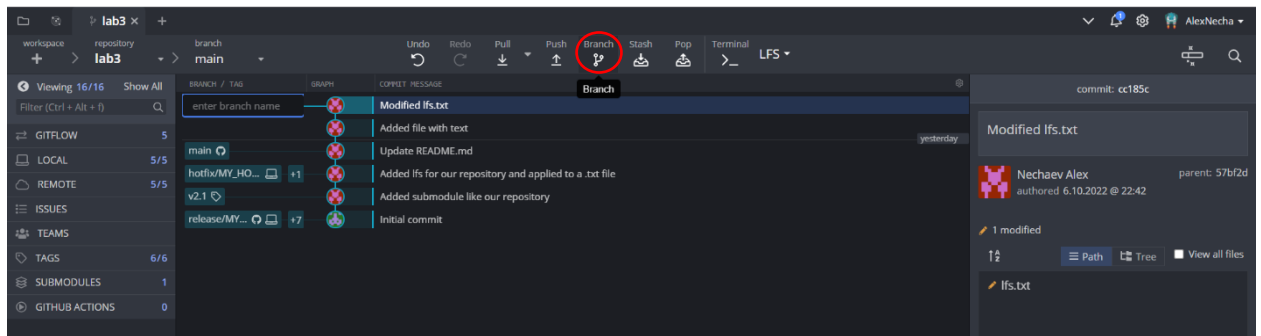 lab3 ×
+
AlexNecha
workspace
repository
branch
Undo
Redo
Pull
Push
Branch
Stash
Pop
Terminal
lab3
main
LFS
Branch
Viewing 16/16 Show All
Filter (Ctrl + Alt + f)
BRANCH / TAG
GRAPH
COMMIT MESSAGE
commit: cc185c
enter branch name
Modified lfs.txt
Added file with text
yesterday
main
Update README.md
hotfix/MY_HO... +1
Added lfs for our repository and applied to a .txt file
v2.1
Added submodule like our repository
release/MY... +7
Initial commit
GITFLOW 5
LOCAL 5/5
REMOTE 5/5
ISSUES
TEAMS
TAGS 6/6
SUBMODULES 1
GITHUB ACTIONS 0
Modified lfs.txt
Nechaev Alex
authored 6.10.2022 @ 22:42
parent: 57bf2d
1 modified
Path
Tree
View all files
lfs.txt